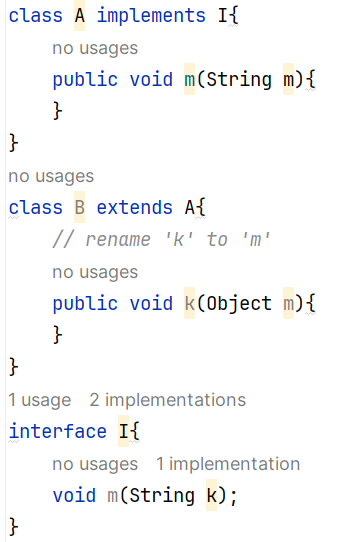 class A implements I{
no usages
public void m(String m){
}
}
no usages
class B extends A{
// rename 'k' to 'm'
no usages
public void k(Object m){
}
}
1 usage   2 implementations
interface I{
no usages   1 implementation
void m(String k);
}